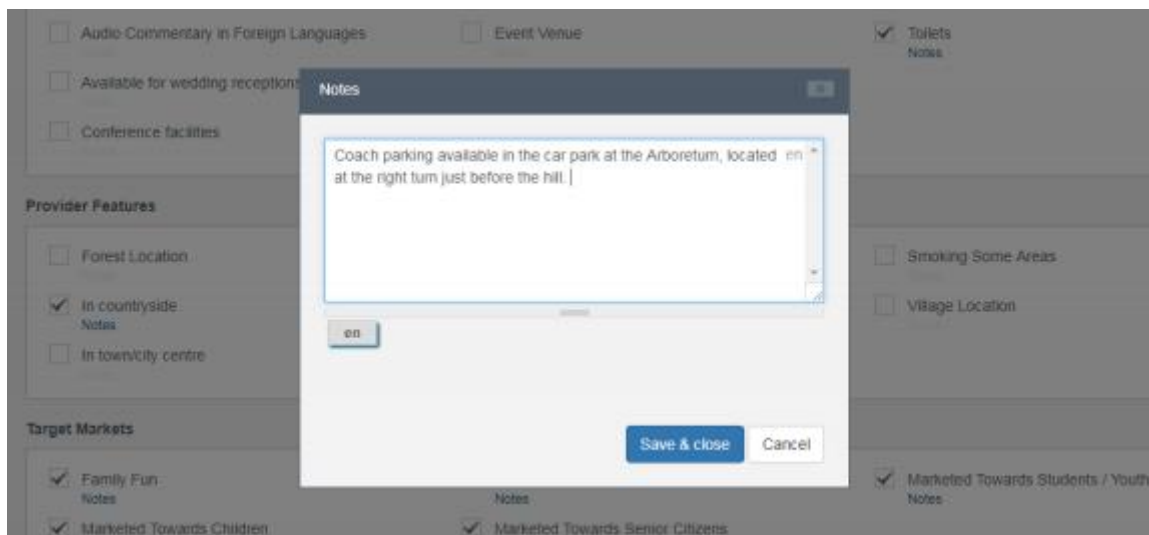 Audio Commentary in Foreign Languages
Event Venue
Toilets
Notes
Available for wedding receptions
Conference facilities
Notes
Coach parking available in the car park at the Arboretum, located
en
at the right turn just before the hill.
en
Save & close
Cancel
Provider Features
Forest Location
Smoking Some Areas
In countryside
Notes
Village Location
In town/city centre
Target Markets
Family Fun
Notes
Notes
Marketed Towards Students / Youth
Notes
Marketed Towards Children
Marketed Towards Senior Citizens